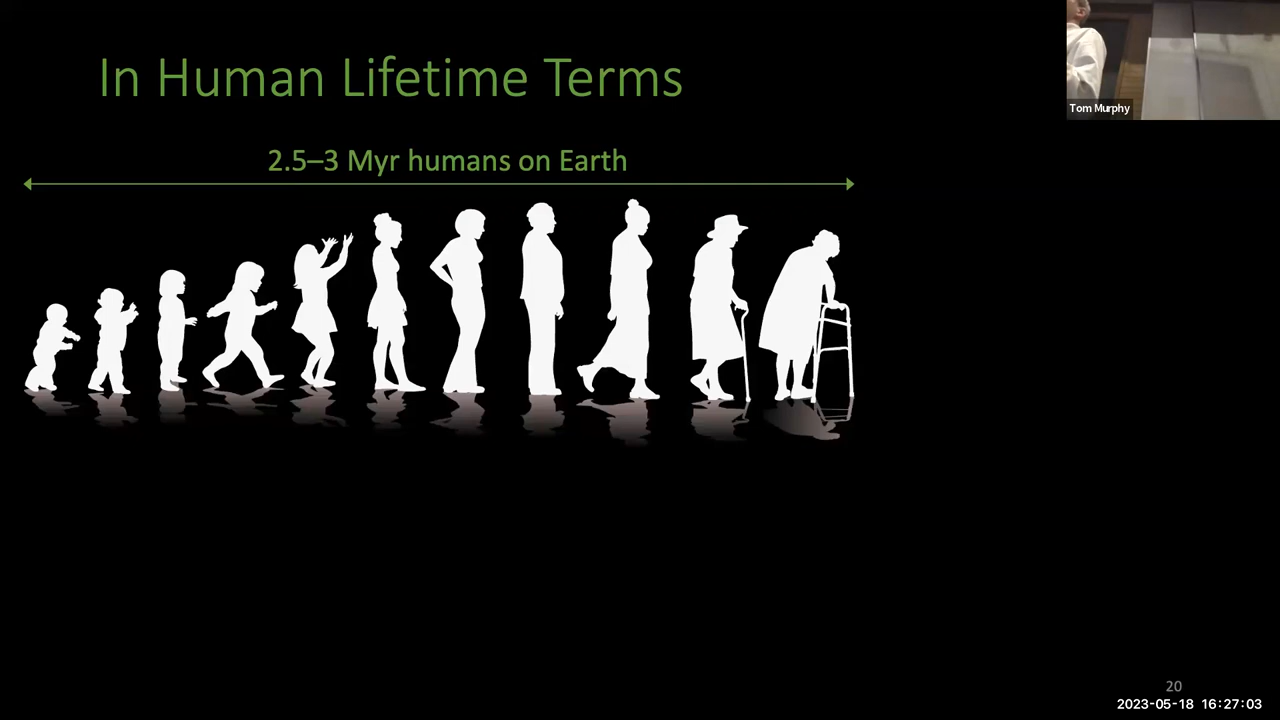 In Human Lifetime Terms
Tom Murphy
2.5–3 Myr humans on Earth
20
2023-05-18 16:27:03